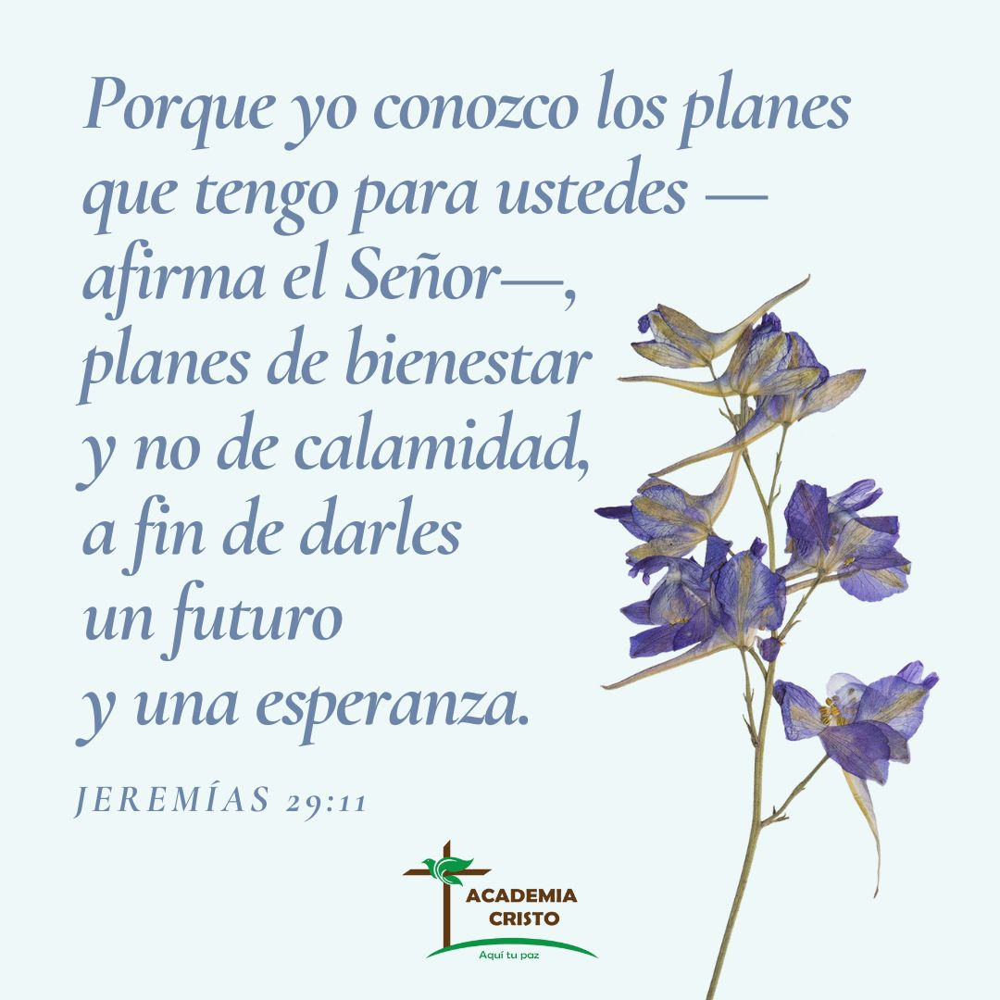 Porque yo conozco los planes
que tengo para ustedes —
afirma el Señor—,
planes de bienestar
y no de calamidad,
a fin de darles
un futuro
y una esperanza.
JEREMÍAS 29:11
ACADEMIA
CRISTO
Aquí tu paz